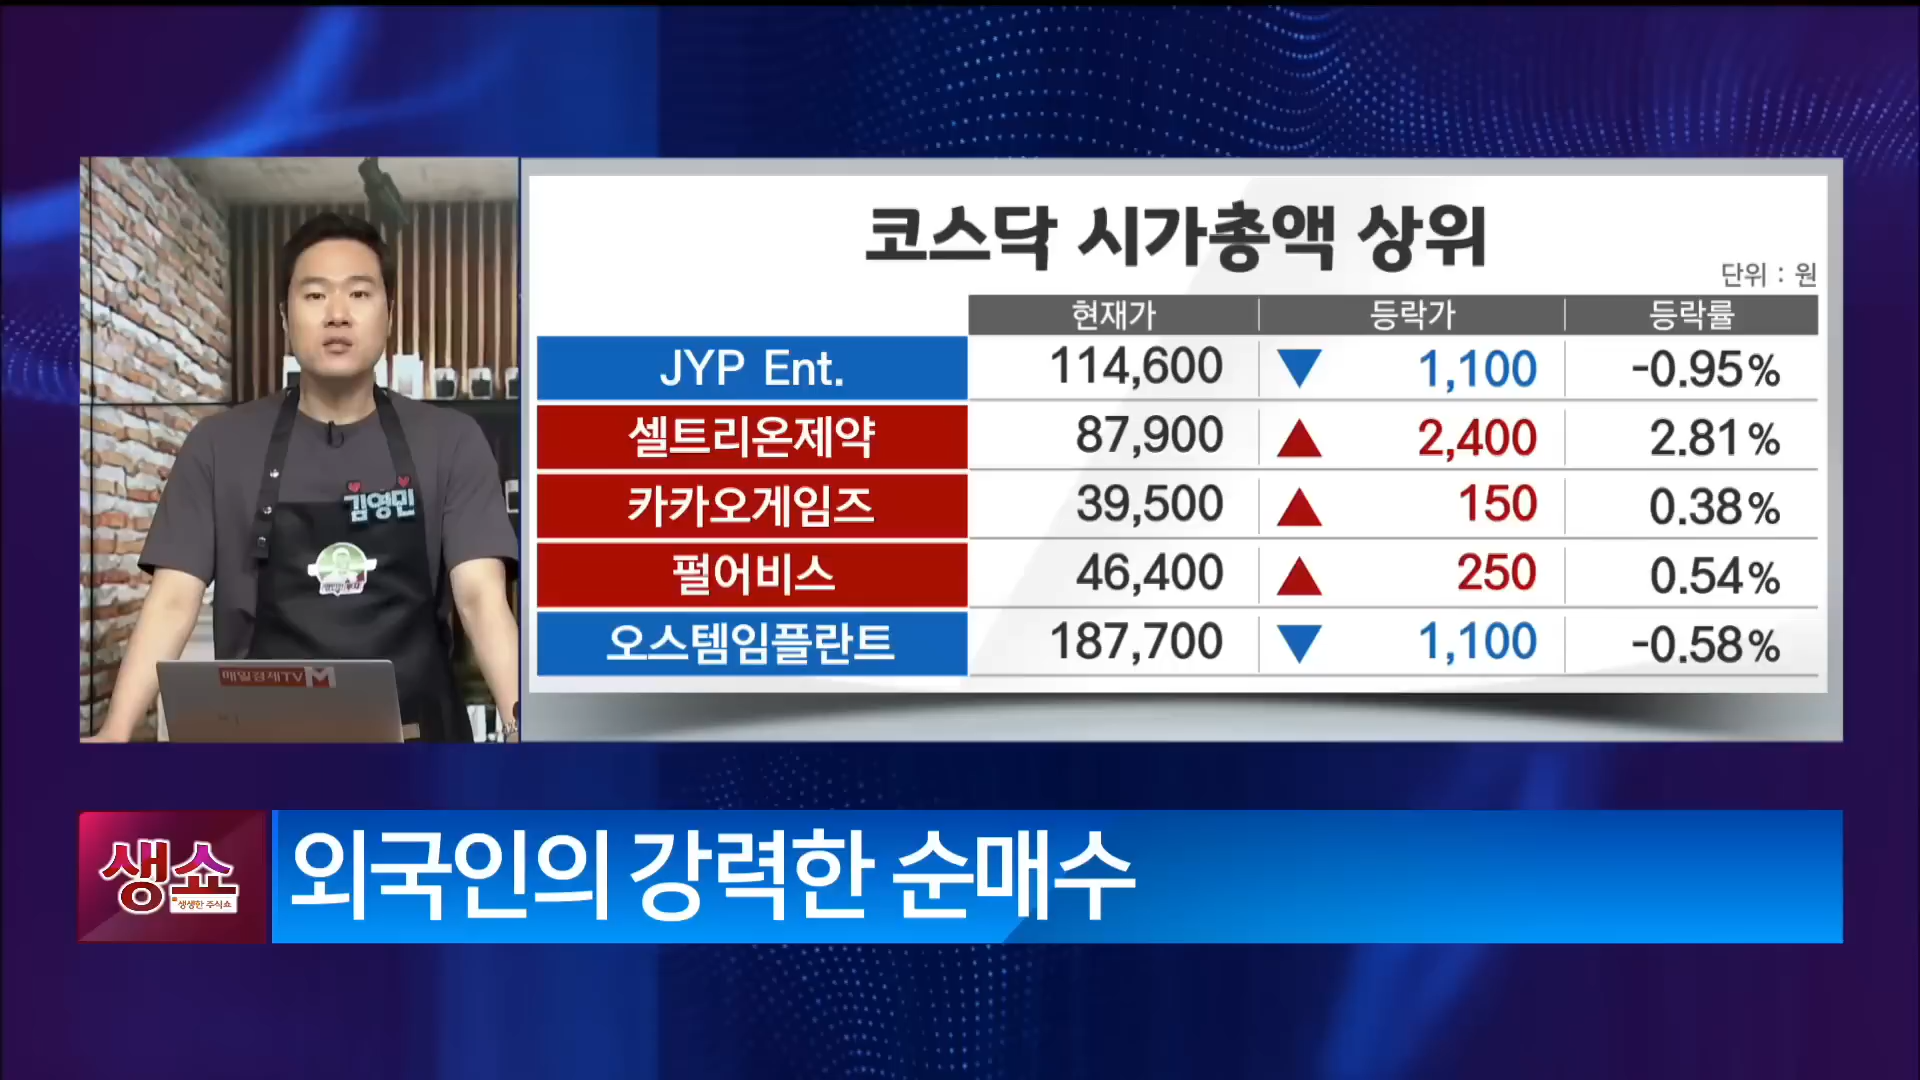 코스닥 시가총액 상위
단위 : 원
현재가 등락가 등락률
JYP Ent. 114,600 ▼ 1,100 -0.95%
셀트리온제약 87,900 ▲ 2,400 2.81%
카카오게임즈 39,500 ▲ 150 0.38%
펄어비스 46,400 ▲ 250 0.54%
오스템임플란트 187,700 ▼ 1,100 -0.58%
김영민
매일경제TV M
생쇼
생생한 주식쇼
외국인의 강력한 순매수